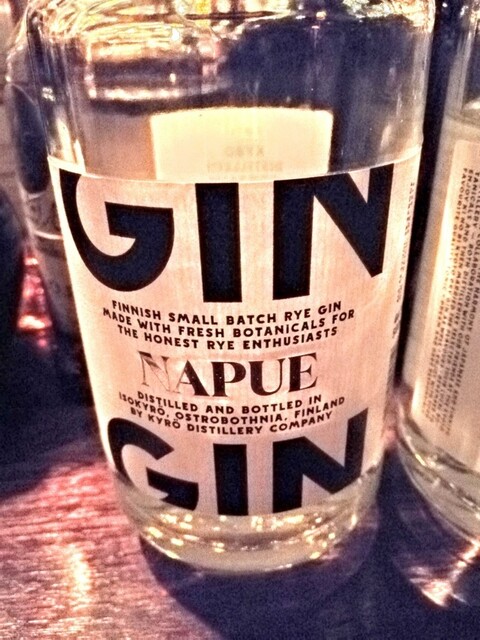 GIN
FINNISH SMALL BATCH RYE GIN
MADE WITH FRESH BOTANICALS FOR
THE HONEST RYE ENTHUSIASTS
NAPUE
DISTILLED AND BOTTLED IN
ISOKYRÖ, OSTROBOTHNIA, FINLAND
BY KYRÖ DISTILLERY COMPANY
GIN